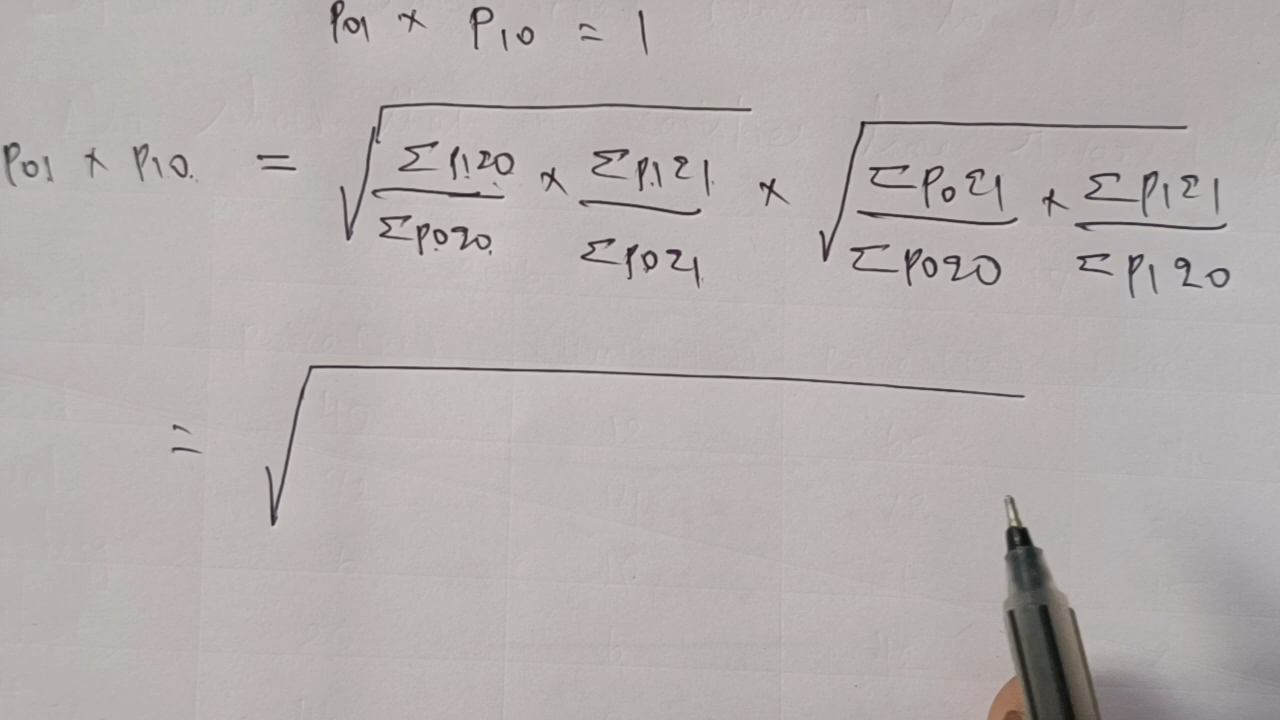 P01 × P10 = 1
P01 × P10 = √(Σp1q0/Σp0q0 × Σp1q1/Σp0q1) × √(Σp0q1/Σp0q0 × Σp1q1/Σp1q0)
= √